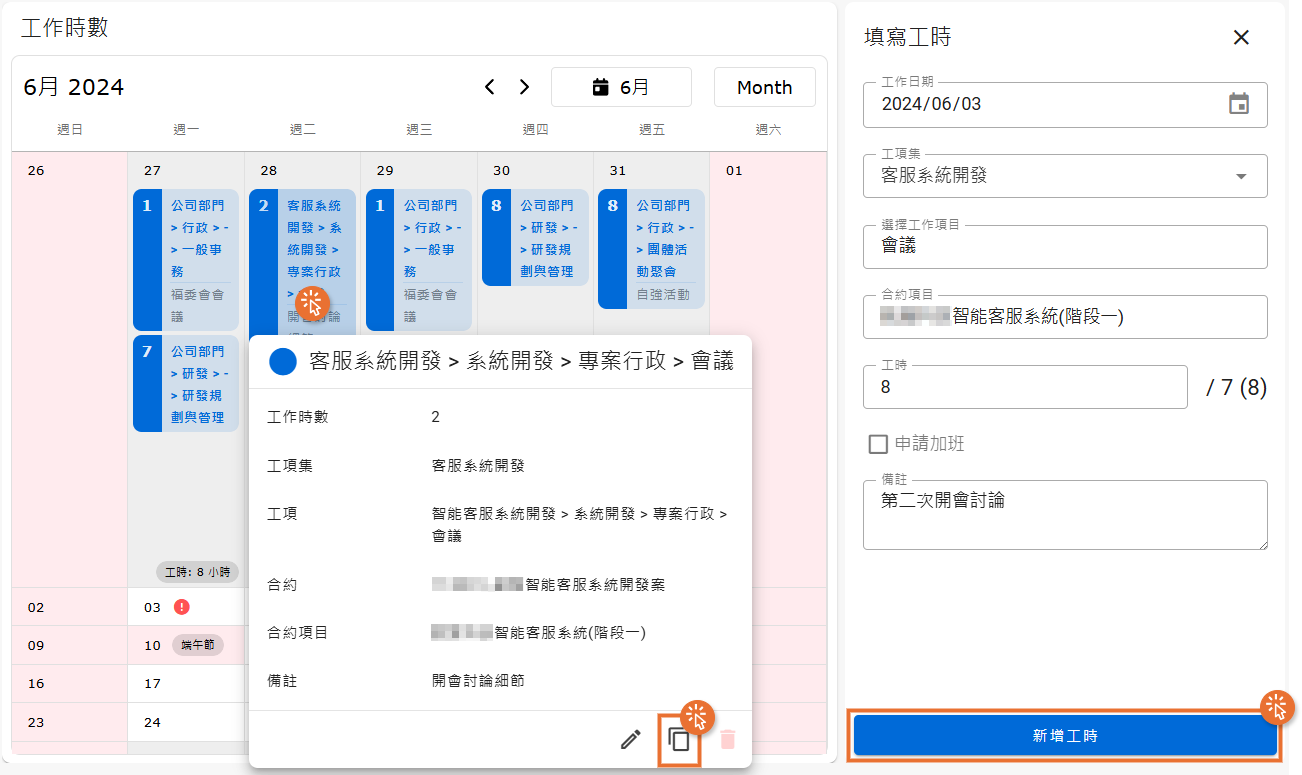 工作時數
6月 2024
6月
Month
週日
週一
週二
週三
週四
週五
週六
26
27
28
29
30
31
01
1
公司部門
> 行政 > -
> 一般事
務
福委會會
議
7
公司部門
> 研發 > -
> 研發規
劃與管理
工時: 8 小時
2
客服系統
開發 > 系
統開發 >
專案行政
1
公司部門
> 行政 > -
> 一般事
務
福委會會
議
8
公司部門
> 研發 > -
> 研發規
劃與管理
8
公司部門
> 行政 > -
> 團體活
動聚會
自強活動
02
03
09
10
端午節
16
17
23
24
客服系統開發 > 系統開發 > 專案行政 > 會議
工作時數
2
工項集
客服系統開發
工項
智能客服系統開發 > 系統開發 > 專案行政 >
會議
合約
智能客服系統開發案
合約項目
智能客服系統(階段一)
備註
開會討論細節
填寫工時
工作日期
2024/06/03
工項集
客服系統開發
選擇工作項目
會議
合約項目
智能客服系統(階段一)
工時
8
/ 7 (8)
申請加班
備註
第二次開會討論
新增工時